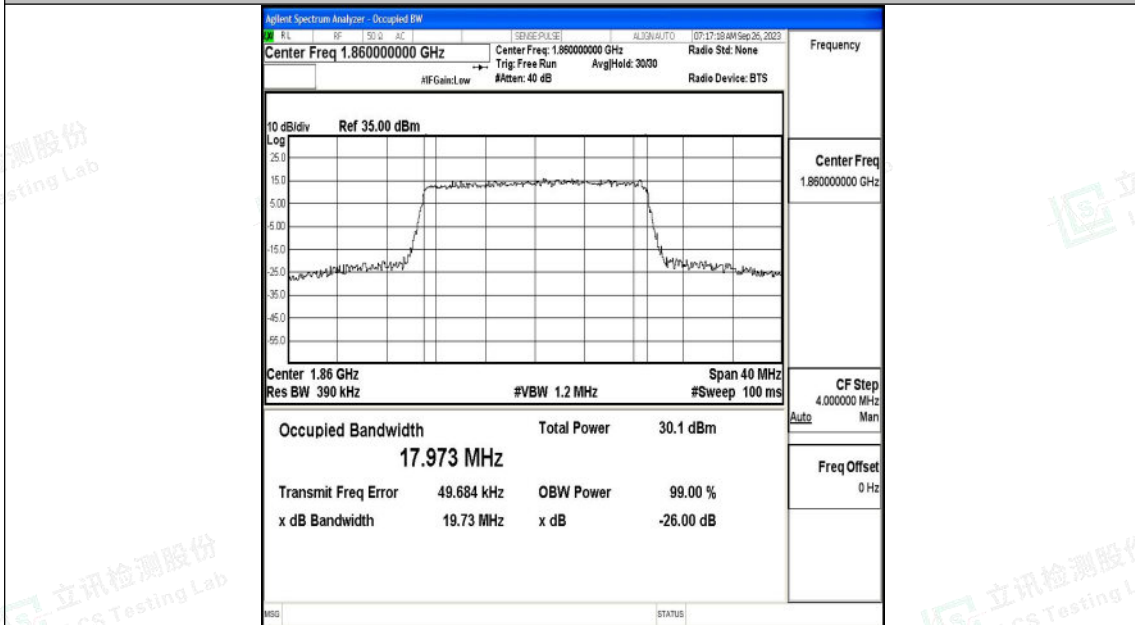 Agilent Spectrum Analyzer - Occupied BW
RL RF 50 Ω AC SENSE:PULSE ALIGNAUTO 07:17:18 AM Sep 26, 2023
Center Freq 1.860000000 GHz
Center Freq: 1.860000000 GHz
Radio Std: None
Trig: Free Run Avg|Hold: 30/30
#IFGain:Low
#Atten: 40 dB
Radio Device: BTS
10 dB/div Ref 35.00 dBm
Log
25.0
15.0
5.00
-5.00
-15.0
-25.0
-35.0
-45.0
-55.0
Center 1.86 GHz Span 40 MHz
Res BW 390 kHz #VBW 1.2 MHz #Sweep 100 ms
Occupied Bandwidth Total Power 30.1 dBm
17.973 MHz
Transmit Freq Error 49.684 kHz OBW Power 99.00 %
x dB Bandwidth 19.73 MHz x dB -26.00 dB
MSG STATUS
Frequency
Center Freq
1.860000000 GHz
CF Step
4.000000 MHz
Auto Man
Freq Offset
0 Hz
测股份
sting Lab
立讯检测股份
CS Testing Lab
立讯检测股份
CS Testing L